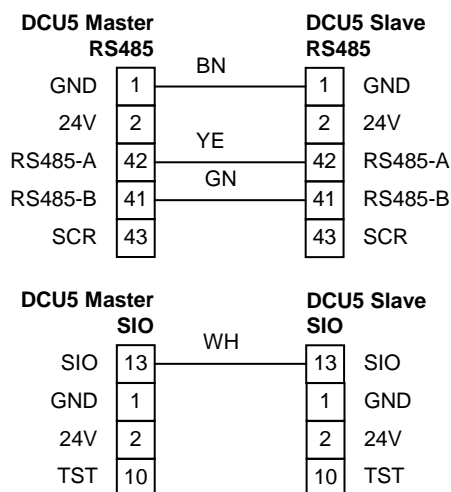 DCU5 Master DCU5 Slave
RS485 RS485
BN
GND 1 1 GND
24V 2 2 24V
YE
RS485-A 42 42 RS485-A
GN
RS485-B 41 41 RS485-B
SCR 43 43 SCR
DCU5 Master DCU5 Slave
SIO SIO
WH
SIO 13 13 SIO
GND 1 1 GND
24V 2 2 24V
TST 10 10 TST